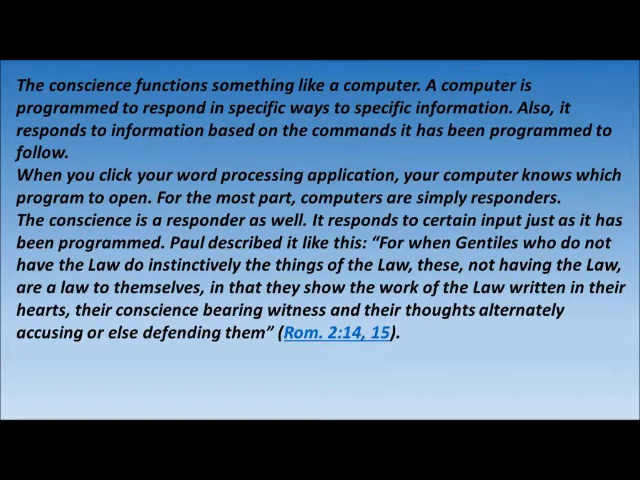 The conscience functions something like a computer. A computer is
programmed to respond in specific ways to specific information. Also, it
responds to information based on the commands it has been programmed to
follow.
When you click your word processing application, your computer knows which
program to open. For the most part, computers are simply responders.
The conscience is a responder as well. It responds to certain input just as it has
been programmed. Paul described it like this: “For when Gentiles who do not
have the Law do instinctively the things of the Law, these, not having the Law,
are a law to themselves, in that they show the work of the Law written in their
hearts, their conscience bearing witness and their thoughts alternately
accusing or else defending them” (Rom. 2:14, 15).